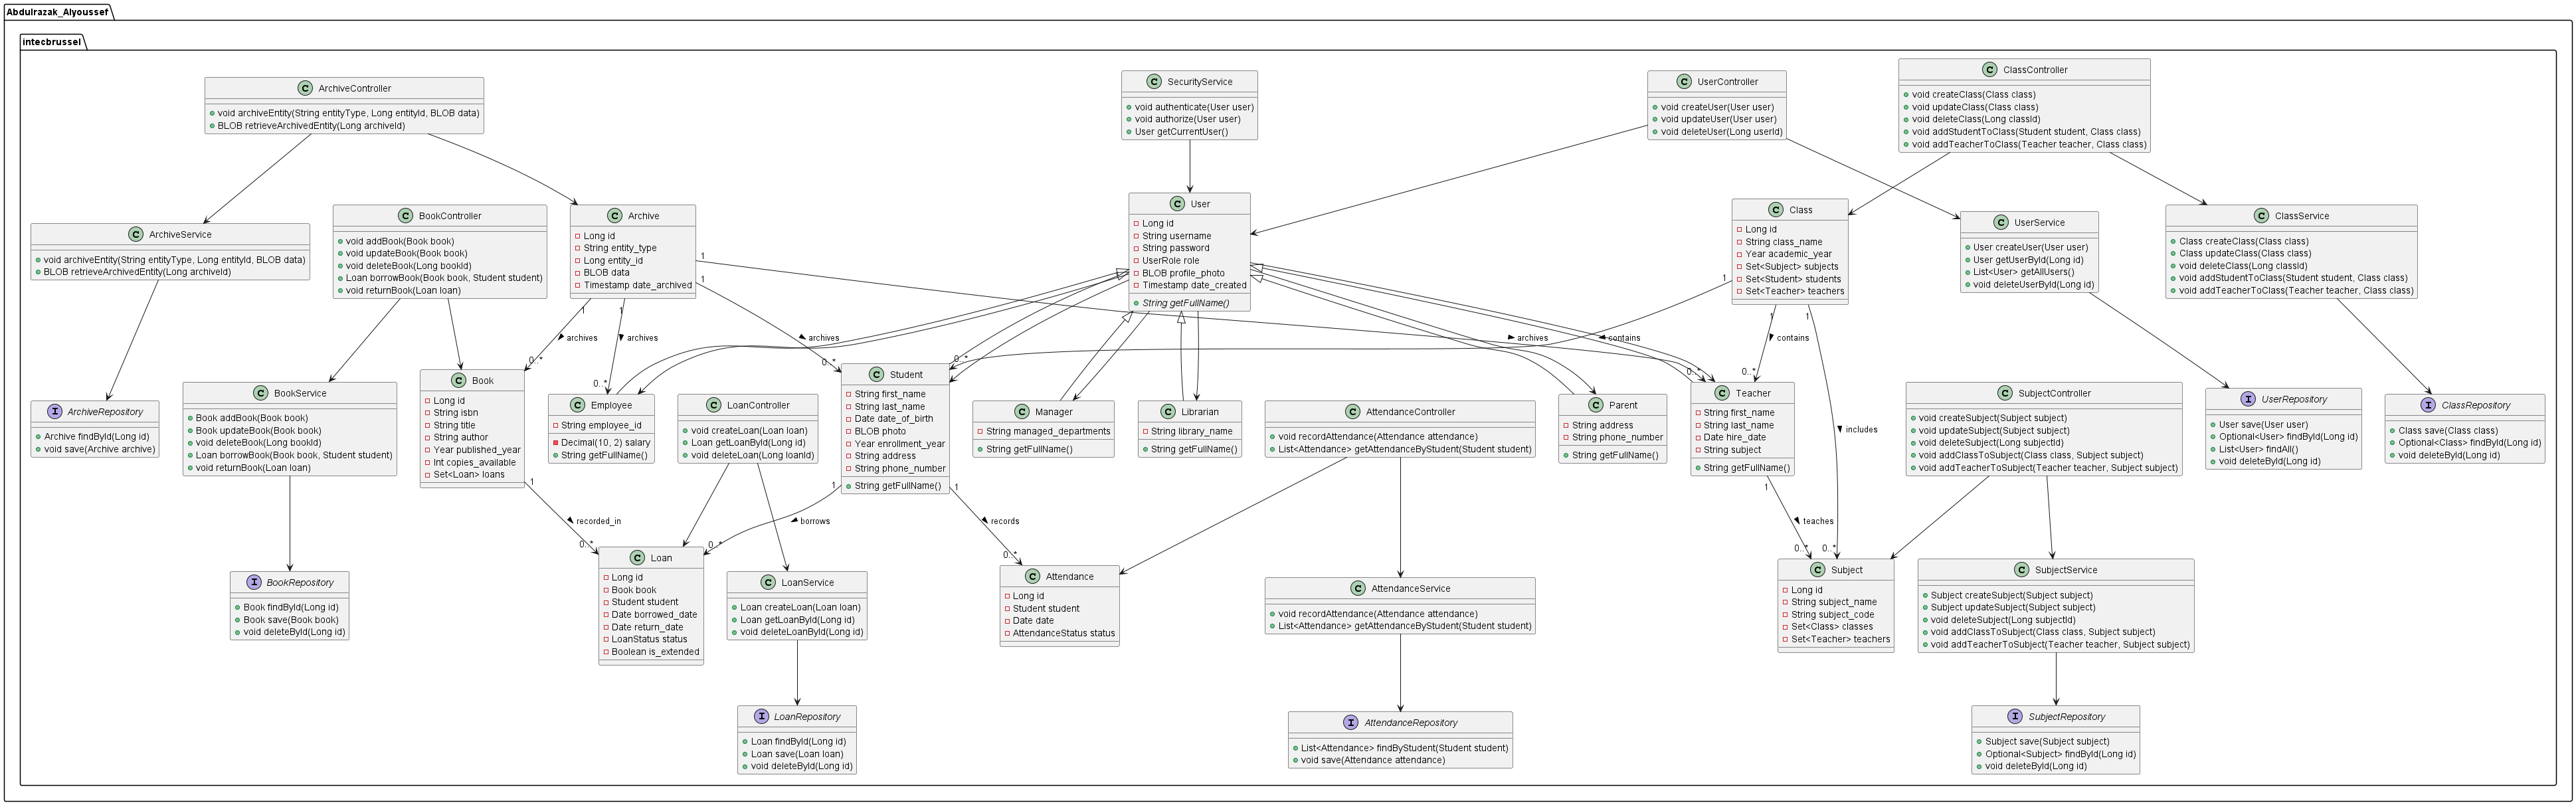 Abdulrazak_Alyoussef
intecbrussel
ArchiveController
void archiveEntity(String entityType, Long entityId, BLOB data)
BLOB retrieveArchivedEntity(Long archiveId)
SecurityService
void authenticate(User user)
void authorize(User user)
User getCurrentUser()
UserController
void createUser(User user)
void updateUser(User user)
void deleteUser(Long userId)
ClassController
void createClass(Class class)
void updateClass(Class class)
void deleteClass(Long classId)
void addStudentToClass(Student student, Class class)
void addTeacherToClass(Teacher teacher, Class class)
ArchiveService
void archiveEntity(String entityType, Long entityId, BLOB data)
BLOB retrieveArchivedEntity(Long archiveId)
BookController
void addBook(Book book)
void updateBook(Book book)
void deleteBook(Long bookId)
Loan borrowBook(Book book, Student student)
void returnBook(Loan loan)
Archive
Long id
String entity_type
Long entity_id
BLOB data
Timestamp date_archived
User
Long id
String username
String password
UserRole role
BLOB profile_photo
Timestamp date_created
String getFullName()
Class
Long id
String class_name
Year academic_year
Set<Subject> subjects
Set<Student> students
Set<Teacher> teachers
UserService
User createUser(User user)
User getUserById(Long id)
List<User> getAllUsers()
void deleteUserById(Long id)
ClassService
Class createClass(Class class)
Class updateClass(Class class)
void deleteClass(Long classId)
void addStudentToClass(Student student, Class class)
void addTeacherToClass(Teacher teacher, Class class)
1
1
1
1
1
1
1
archives
archives
archives
archives
contains
contains
includes
0..*
0..*
0..*
0..*
0..*
0..*
ArchiveRepository
Archive findById(Long id)
void save(Archive archive)
BookService
Book addBook(Book book)
Book updateBook(Book book)
void deleteBook(Long bookId)
Loan borrowBook(Book book, Student student)
void returnBook(Loan loan)
Book
Long id
String isbn
String title
String author
Year published_year
Int copies_available
Set<Loan> loans
Employee
String employee_id
Decimal(10, 2) salary
String getFullName()
LoanController
void createLoan(Loan loan)
Loan getLoanById(Long id)
void deleteLoan(Long loanId)
Student
String first_name
String last_name
Date date_of_birth
BLOB photo
Year enrollment_year
String address
String phone_number
String getFullName()
Manager
String managed_departments
String getFullName()
Librarian
String library_name
String getFullName()
AttendanceController
void recordAttendance(Attendance attendance)
List<Attendance> getAttendanceByStudent(Student student)
Parent
String address
String phone_number
String getFullName()
Teacher
String first_name
String last_name
Date hire_date
String subject
String getFullName()
SubjectController
void createSubject(Subject subject)
void updateSubject(Subject subject)
void deleteSubject(Long subjectId)
void addClassToSubject(Class class, Subject subject)
void addTeacherToSubject(Teacher teacher, Subject subject)
UserRepository
User save(User user)
Optional<User> findById(Long id)
List<User> findAll()
void deleteById(Long id)
ClassRepository
Class save(Class class)
Optional<Class> findById(Long id)
void deleteById(Long id)
1
1
1
1
recorded_in
borrows
records
teaches
0..*
0..*
0..*
0..*
0..*
BookRepository
Book findById(Long id)
Book save(Book book)
void deleteById(Long id)
Loan
Long id
Book book
Student student
Date borrowed_date
Date return_date
LoanStatus status
Boolean is_extended
LoanService
Loan createLoan(Loan loan)
Loan getLoanById(Long id)
void deleteLoanById(Long id)
Attendance
Long id
Student student
Date date
AttendanceStatus status
AttendanceService
void recordAttendance(Attendance attendance)
List<Attendance> getAttendanceByStudent(Student student)
Subject
Long id
String subject_name
String subject_code
Set<Class> classes
Set<Teacher> teachers
SubjectService
Subject createSubject(Subject subject)
Subject updateSubject(Subject subject)
void deleteSubject(Long subjectId)
void addClassToSubject(Class class, Subject subject)
void addTeacherToSubject(Teacher teacher, Subject subject)
LoanRepository
Loan findById(Long id)
Loan save(Loan loan)
void deleteById(Long id)
AttendanceRepository
List<Attendance> findByStudent(Student student)
void save(Attendance attendance)
SubjectRepository
Subject save(Subject subject)
Optional<Subject> findById(Long id)
void deleteById(Long id)